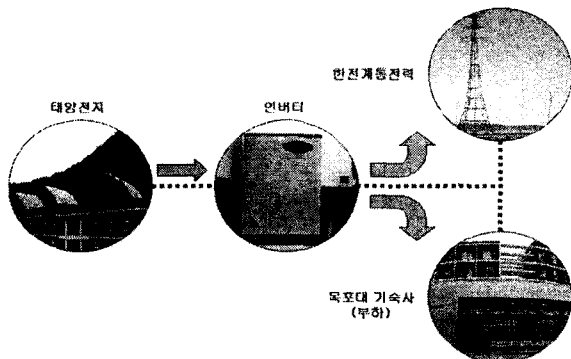 한전계통전력
태양전지
인버터
목포대 기숙사
(부하)